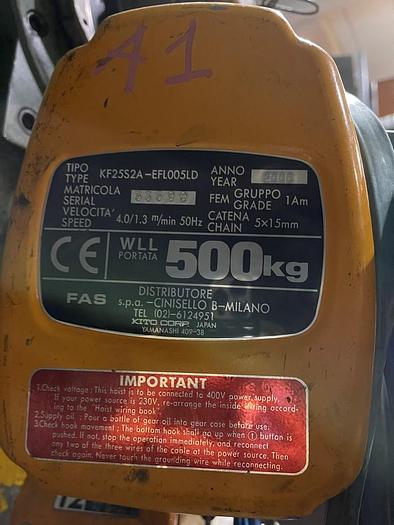 A1
TIPO
TYPE KF25S2A-EFL005LD ANNO
YEAR
MATRICOLA
SERIAL FEM GRUPPO
GRADE 1Am
VELOCITA'
SPEED 4.0/1.3 m/min 50Hz CATENA
CHAIN 5×15mm
CE WLL
PORTATA 500kg
FAS DISTRIBUTORE
s.p.a. -CINISELLO B-MILANO
TEL (02)-6124951
KITO CORP. JAPAN
YAMANASHI 409-38
IMPORTANT
1.Check voltage : This hoist is to be connected to 400V power supply.
If your power source is 230V, re-arrange the inside wiring accord-
ing to the "Hoist wiring book".
2.Supply oil : Pour a bottle of gear oil into gear case before use.
3.Check hook movement ; The bottom hook shall go up when ① button is
pushed. If not, stop the operation immediately, and reconnect
any two of the three wires of the cable at the power source. Then
check again. Never touch the grounding wire while reconnecting.